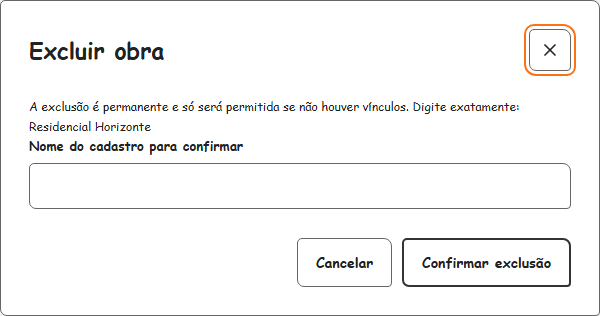 Excluir obra
A exclusão é permanente e só será permitida se não houver vínculos. Digite exatamente:
Residencial Horizonte
Nome do cadastro para confirmar
Cancelar
Confirmar exclusão